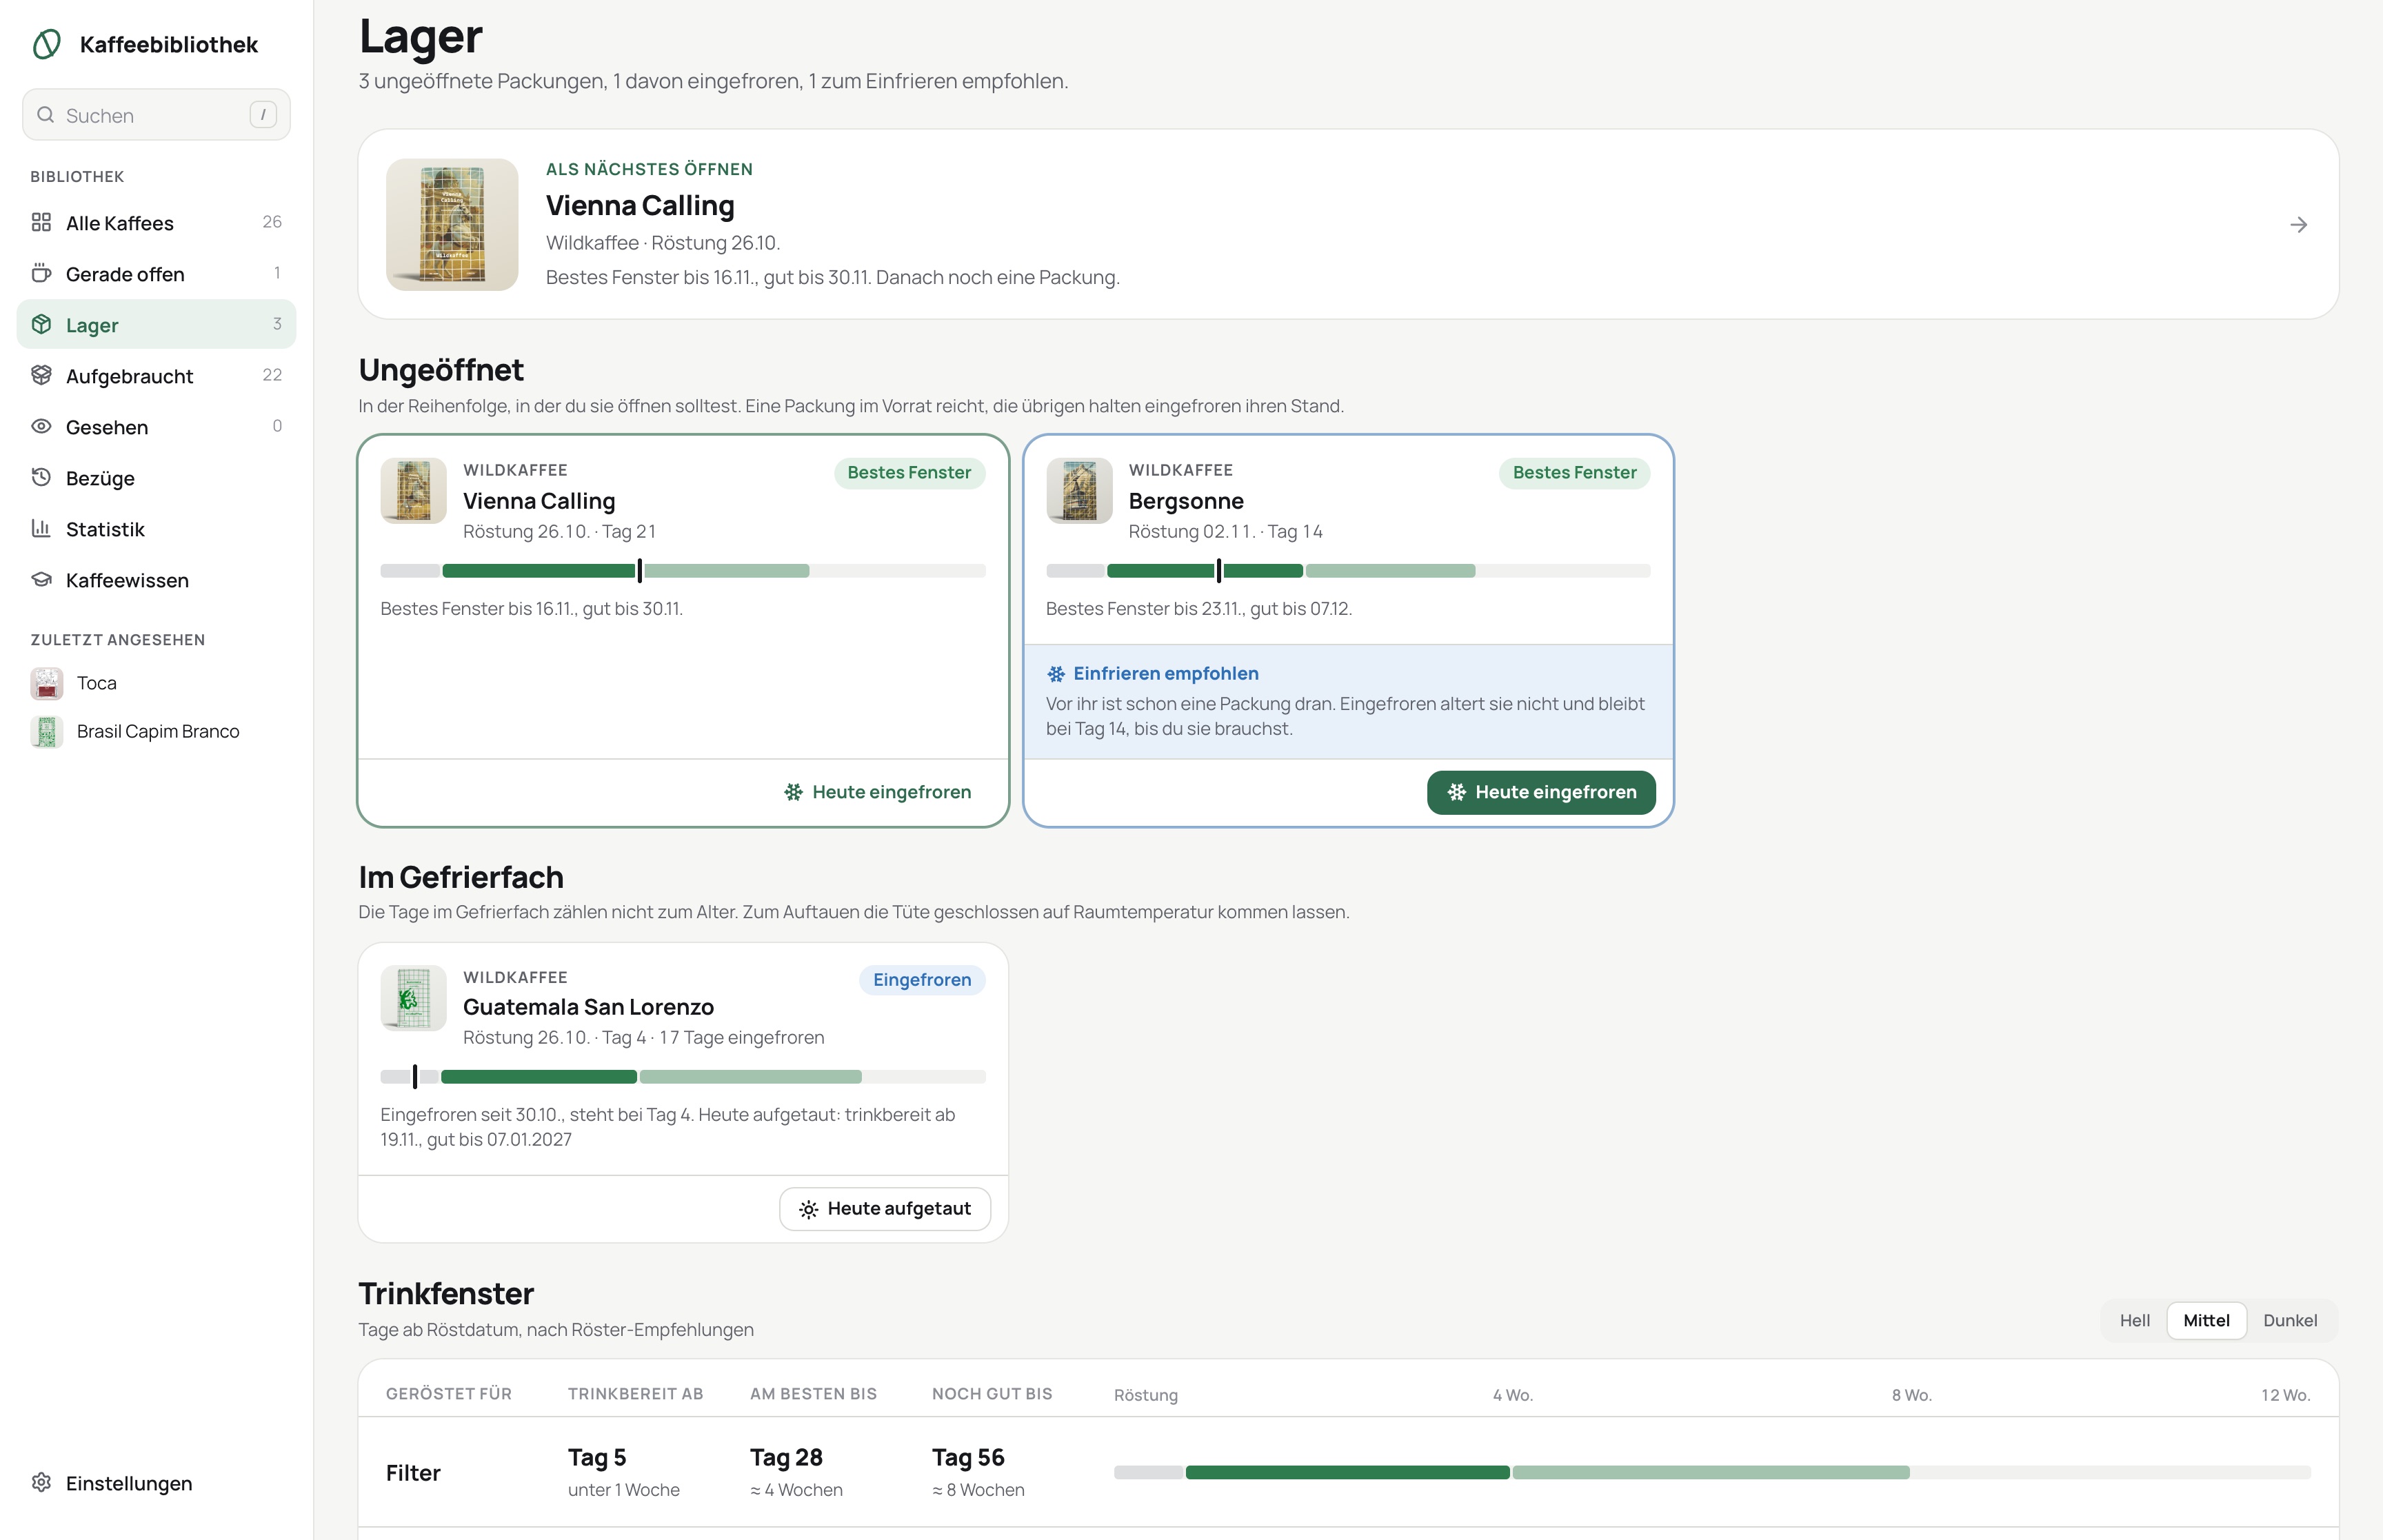 Kaffeebibliothek
Suchen /
BIBLIOTHEK
Alle Kaffees 26
Gerade offen 1
Lager 3
Aufgebraucht 22
Gesehen 0
Bezüge
Statistik
Kaffeewissen
ZULETZT ANGESEHEN
Toca
Brasil Capim Branco
Einstellungen
Lager
3 ungeöffnete Packungen, 1 davon eingefroren, 1 zum Einfrieren empfohlen.
ALS NÄCHSTES ÖFFNEN
Vienna Calling
Wildkaffee · Röstung 26.10.
Bestes Fenster bis 16.11., gut bis 30.11. Danach noch eine Packung.
Ungeöffnet
In der Reihenfolge, in der du sie öffnen solltest. Eine Packung im Vorrat reicht, die übrigen halten eingefroren ihren Stand.
WILDKAFFEE
Bestes Fenster
Vienna Calling
Röstung 26.10. · Tag 21
Bestes Fenster bis 16.11., gut bis 30.11.
Heute eingefroren
WILDKAFFEE
Bestes Fenster
Bergsonne
Röstung 02.11. · Tag 14
Bestes Fenster bis 23.11., gut bis 07.12.
Einfrieren empfohlen
Vor ihr ist schon eine Packung dran. Eingefroren altert sie nicht und bleibt
bei Tag 14, bis du sie brauchst.
Heute eingefroren
Im Gefrierfach
Die Tage im Gefrierfach zählen nicht zum Alter. Zum Auftauen die Tüte geschlossen auf Raumtemperatur kommen lassen.
WILDKAFFEE
Eingefroren
Guatemala San Lorenzo
Röstung 26.10. · Tag 4 · 17 Tage eingefroren
Eingefroren seit 30.10., steht bei Tag 4. Heute aufgetaut: trinkbereit ab
19.11., gut bis 07.01.2027
Heute aufgetaut
Trinkfenster
Tage ab Röstdatum, nach Röster-Empfehlungen
Hell Mittel Dunkel
GERÖSTET FÜR TRINKBEREIT AB AM BESTEN BIS NOCH GUT BIS Röstung 4 Wo. 8 Wo. 12 Wo.
Filter
Tag 5 Tag 28 Tag 56
unter 1 Woche ≈ 4 Wochen ≈ 8 Wochen